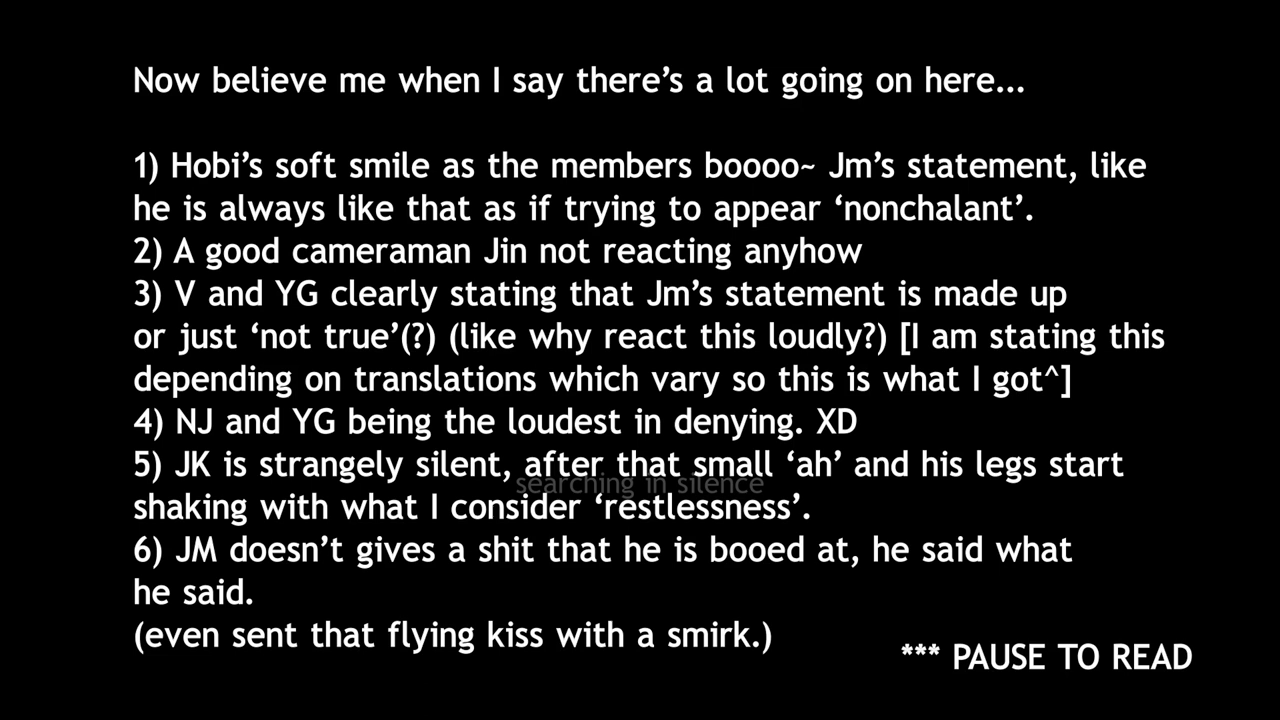 Now believe me when I say there’s a lot going on here...
1) Hobi’s soft smile as the members boooo~ Jm’s statement, like
he is always like that as if trying to appear ‘nonchalant’.
2) A good cameraman Jin not reacting anyhow
3) V and YG clearly stating that Jm’s statement is made up
or just ‘not true’(?) (like why react this loudly?) [I am stating this
depending on translations which vary so this is what I got^]
4) NJ and YG being the loudest in denying. XD
5) JK is strangely silent, after that small ‘ah’ and his legs start
searching in silence
shaking with what I consider ‘restlessness’.
6) JM doesn’t gives a shit that he is booed at, he said what
he said.
(even sent that flying kiss with a smirk.)
*** PAUSE TO READ